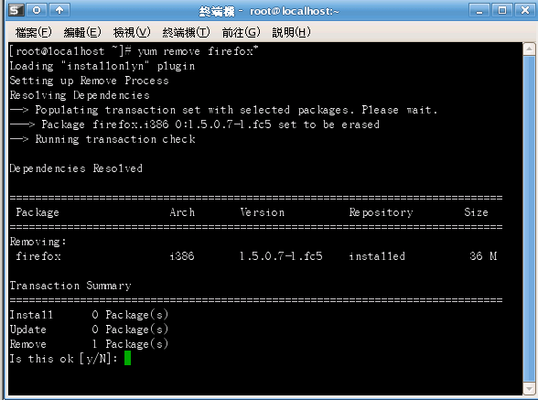 終端機 - root@localhost:~
檔案(F) 編輯(E) 檢視(V) 終端機(T) 前往(G) 説明(H)
[root@localhost ~]# yum remove firefox*
Loading "installonlyn" plugin
Setting up Remove Process
Resolving Dependencies
--> Populating transaction set with selected packages. Please wait.
---> Package firefox.i386 0:1.5.0.7-1.fc5 set to be erased
--> Running transaction check
Dependencies Resolved
=============================================================================
Package Arch Version Repository Size
=============================================================================
Removing:
firefox i386 1.5.0.7-1.fc5 installed 36 M
Transaction Summary
=============================================================================
Install 0 Package(s)
Update 0 Package(s)
Remove 1 Package(s)
Is this ok [y/N]: